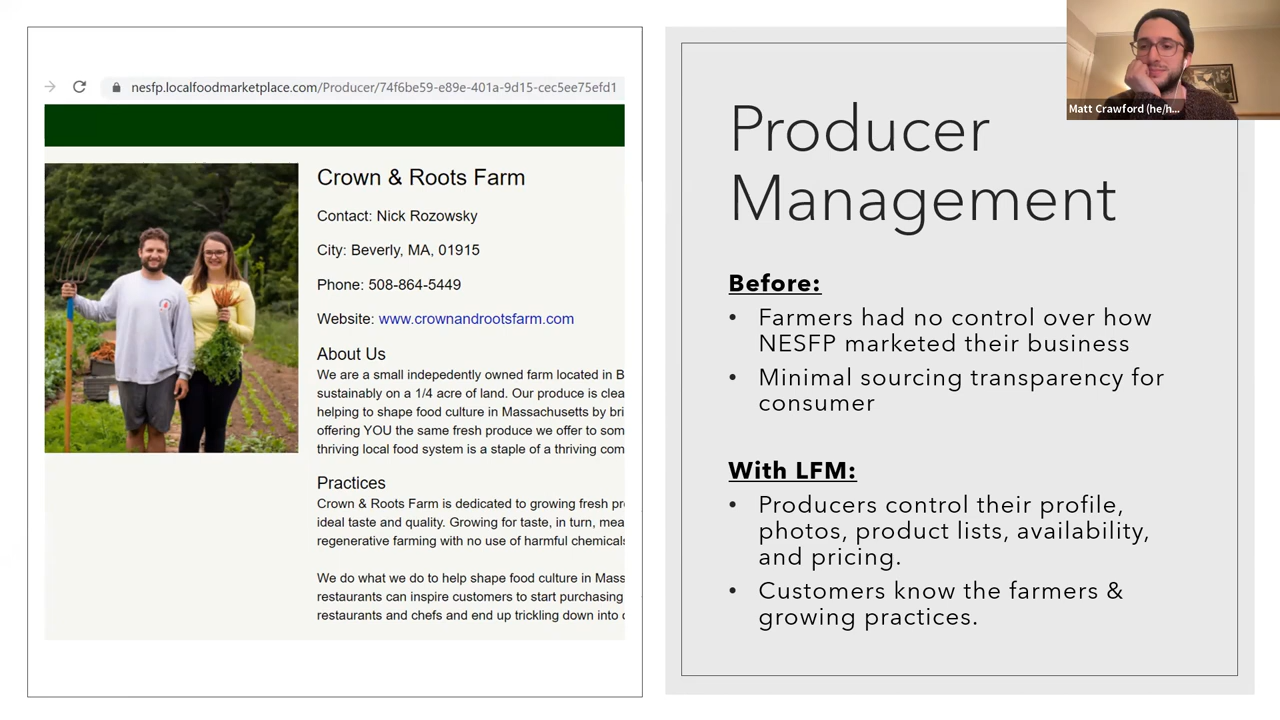 nesfp.localfoodmarketplace.com/Producer/74f6be59-e89e-401a-9d15-cec5ee75efd1
Crown & Roots Farm
Contact: Nick Rozowsky
City: Beverly, MA, 01915
Phone: 508-864-5449
Website: www.crownandrootsfarm.com
About Us
We are a small indepedently owned farm located in B
sustainably on a 1/4 acre of land. Our produce is clea
helping to shape food culture in Massachusetts by bri
offering YOU the same fresh produce we offer to som
thriving local food system is a staple of a thriving com
Practices
Crown & Roots Farm is dedicated to growing fresh pr
ideal taste and quality. Growing for taste, in turn, mea
regenerative farming with no use of harmful chemicals
We do what we do to help shape food culture in Mass
restaurants can inspire customers to start purchasing
restaurants and chefs and end up trickling down into
Producer
Management
Before:
• Farmers had no control over how
NESFP marketed their business
• Minimal sourcing transparency for
consumer
With LFM:
• Producers control their profile,
photos, product lists, availability,
and pricing.
• Customers know the farmers &
growing practices.
Matt Crawford (he/h...